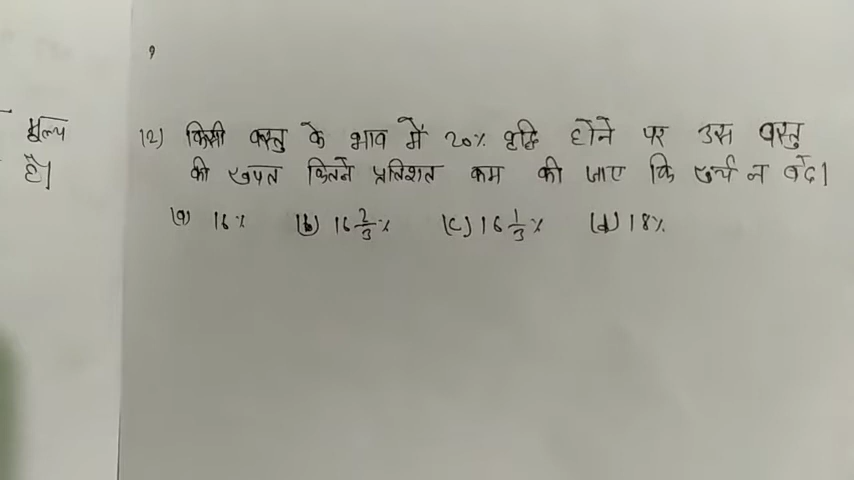 १
मूल्य
है।
12) किसी वस्तु के भाव में 20% वृद्धि होने पर उस वस्तु
की खपत कितने प्रतिशत कम की जाए कि खर्च न बढे।
(a) 16% (b) 16 2/3 % (c) 16 1/3 % (d) 18%